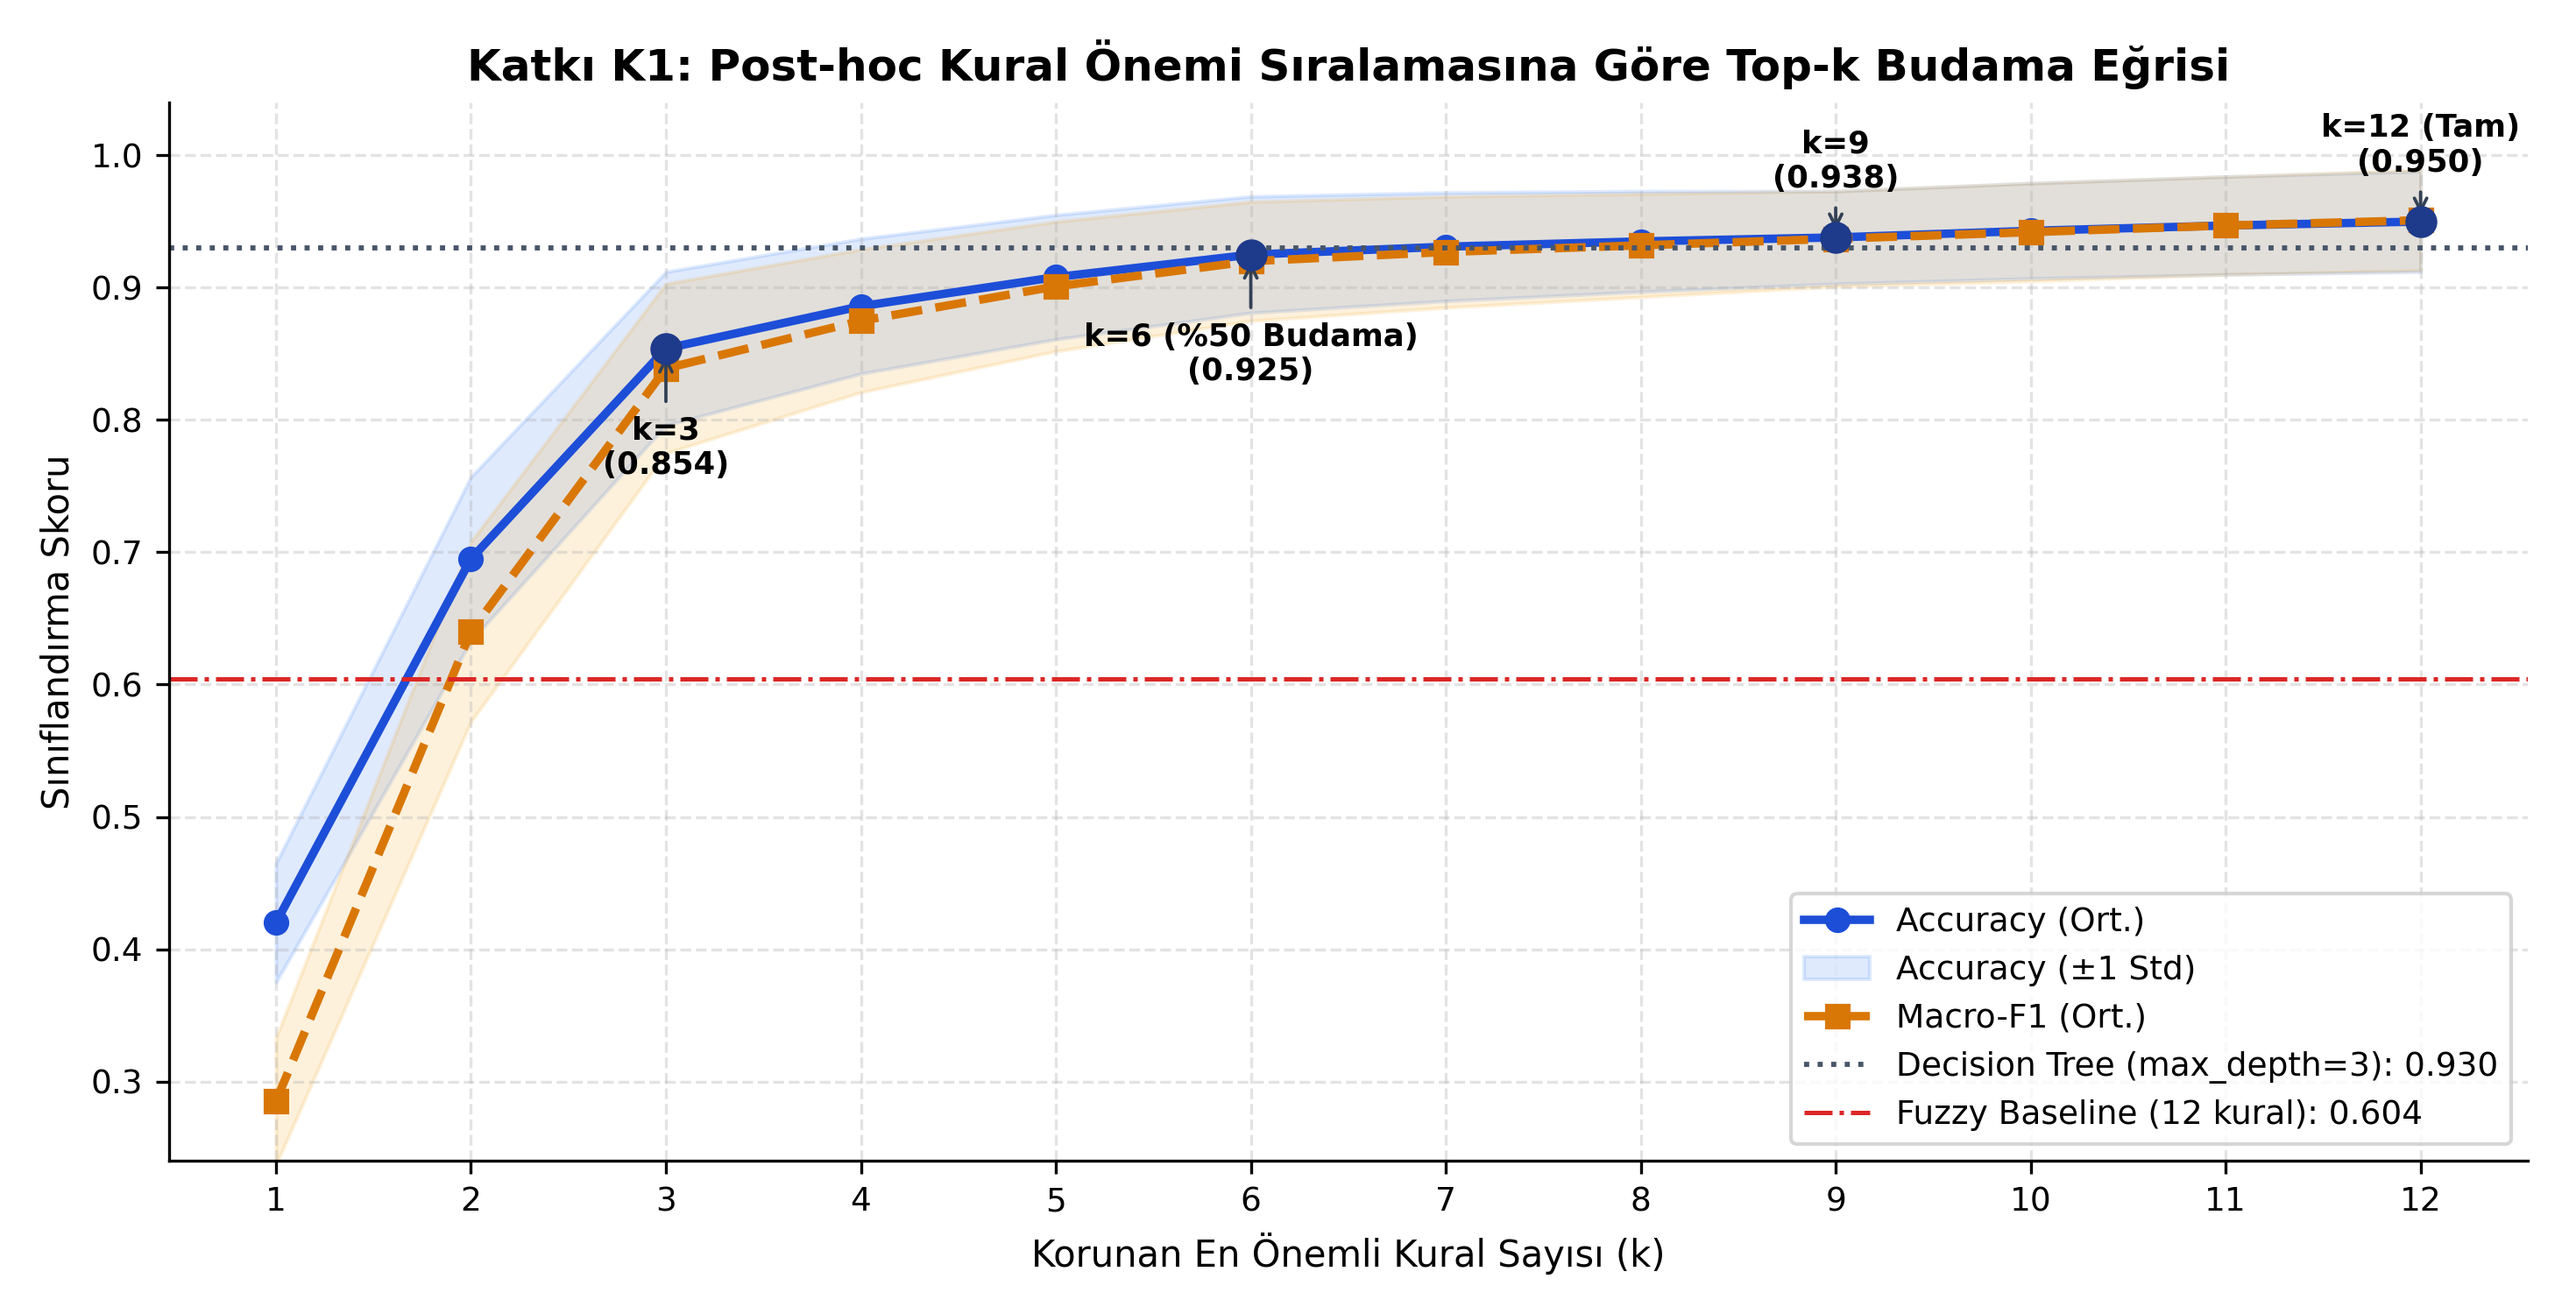 Katkı K1: Post-hoc Kural Önemi Sıralamasına Göre Top-k Budama Eğrisi
k=12 (Tam)
(0.950)
k=9
(0.938)
k=6 (%50 Budama)
(0.925)
k=3
(0.854)
Sınıflandırma Skoru
1.0
0.9
0.8
0.7
0.6
0.5
0.4
0.3
Accuracy (Ort.)
Accuracy (±1 Std)
Macro-F1 (Ort.)
Decision Tree (max_depth=3): 0.930
Fuzzy Baseline (12 kural): 0.604
1 2 3 4 5 6 7 8 9 10 11 12
Korunan En Önemli Kural Sayısı (k)